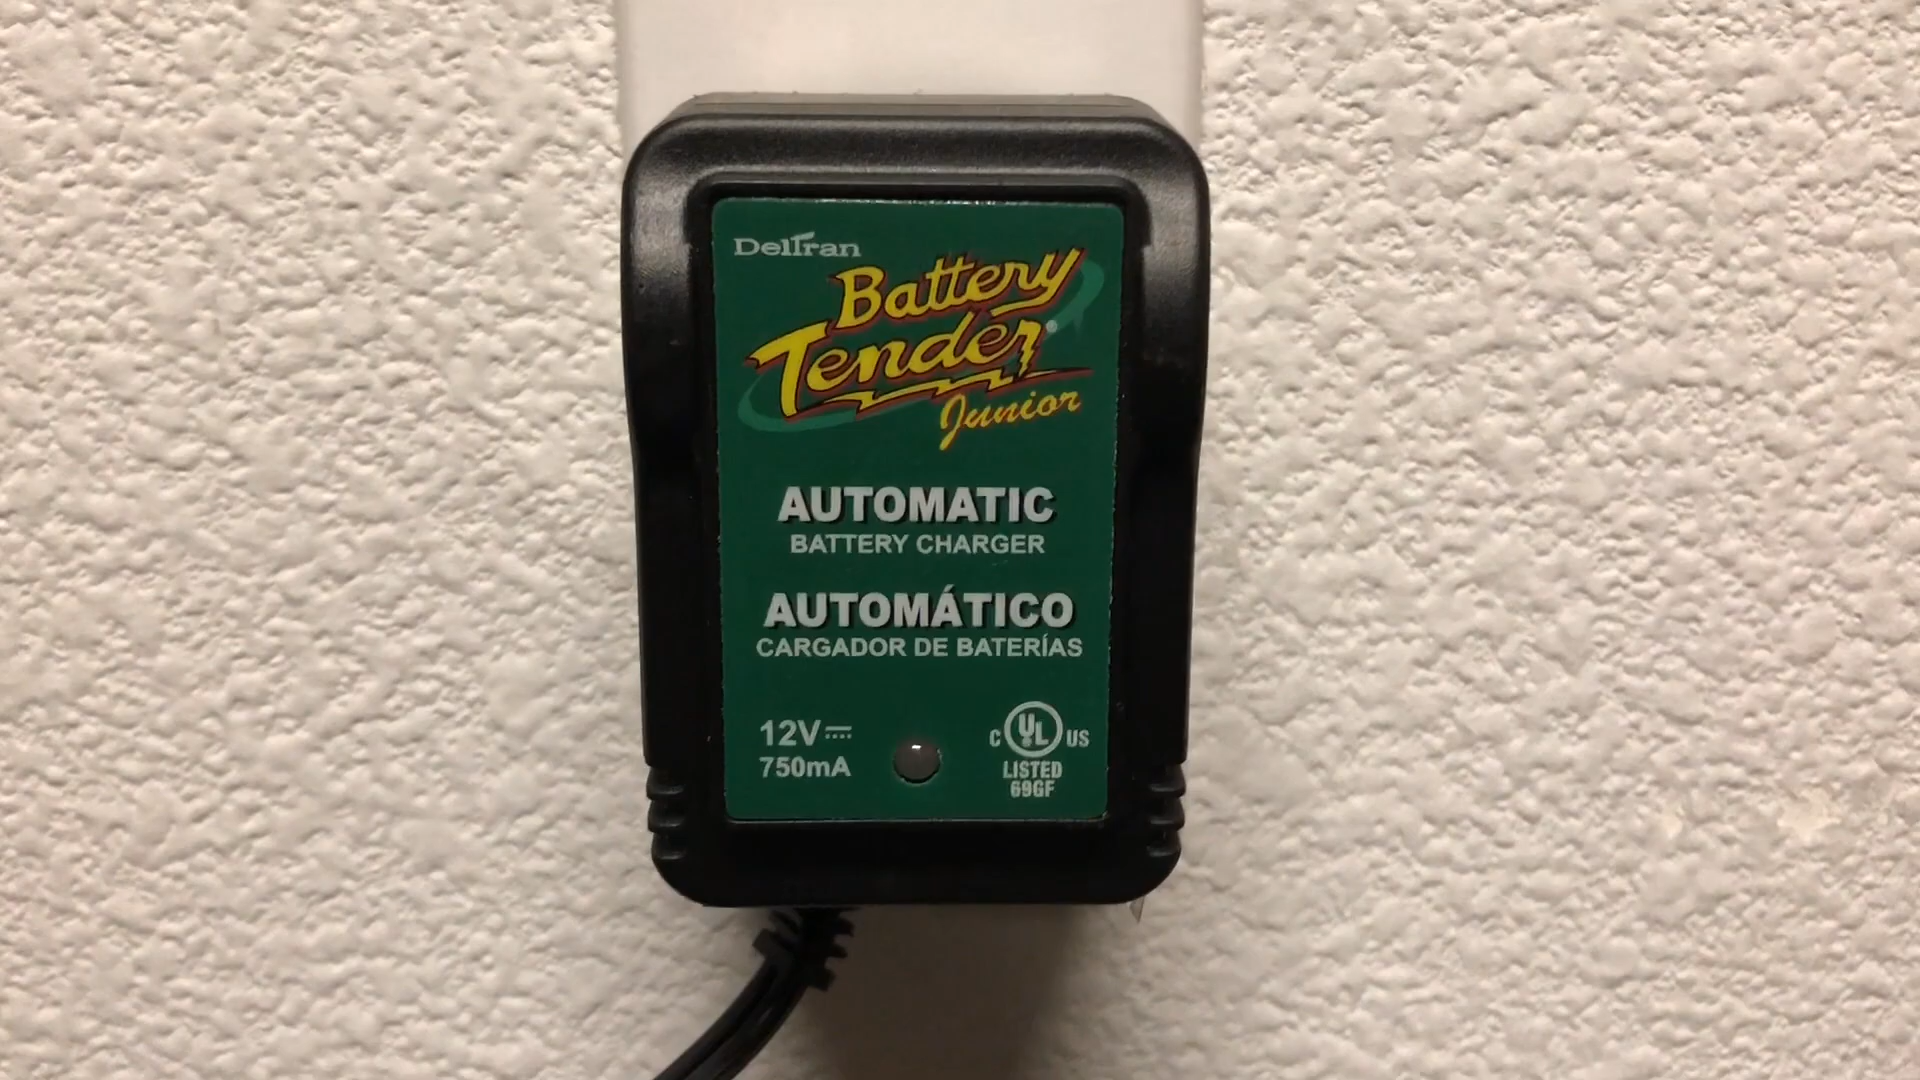 Deltran
Battery
Tender®
Junior
AUTOMATIC
BATTERY CHARGER
AUTOMÁTICO
CARGADOR DE BATERÍAS
12V⎓
750mA
C UL US
LISTED
69GF